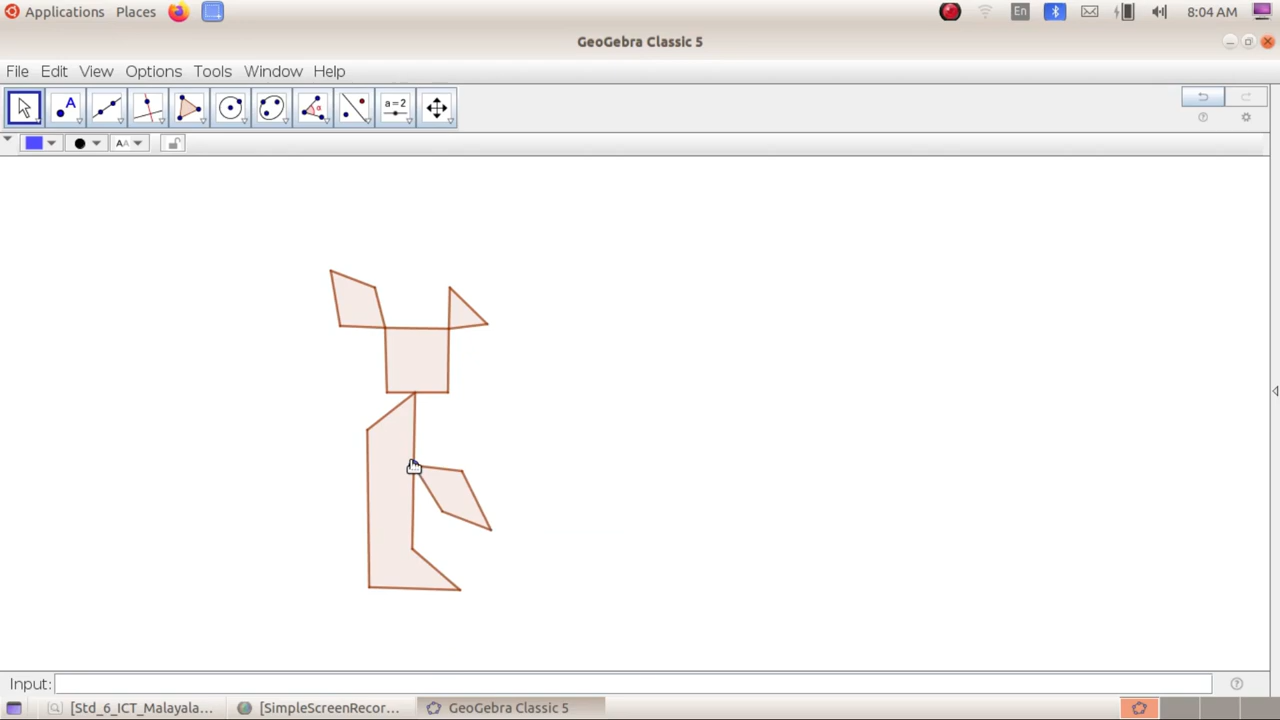 Applications Places En 8:04 AM
GeoGebra Classic 5
File Edit View Options Tools Window Help
A a=2
AA
Input:
[Std_6_ICT_Malayala... [SimpleScreenRecor... GeoGebra Classic 5